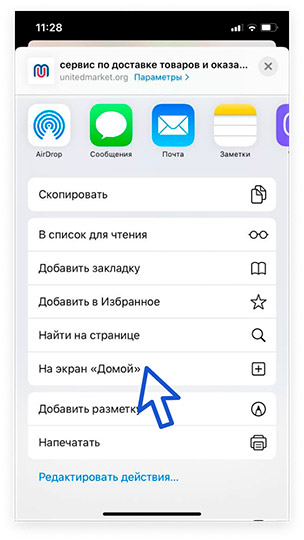 11:28
сервис по доставке товаров и оказа...
unitedmarket.org Параметры >
AirDrop Сообщения Почта Заметки
Скопировать
В список для чтения
Добавить закладку
Добавить в Избранное
Найти на странице
На экран «Домой»
Добавить разметку
Напечатать
Редактировать действия...